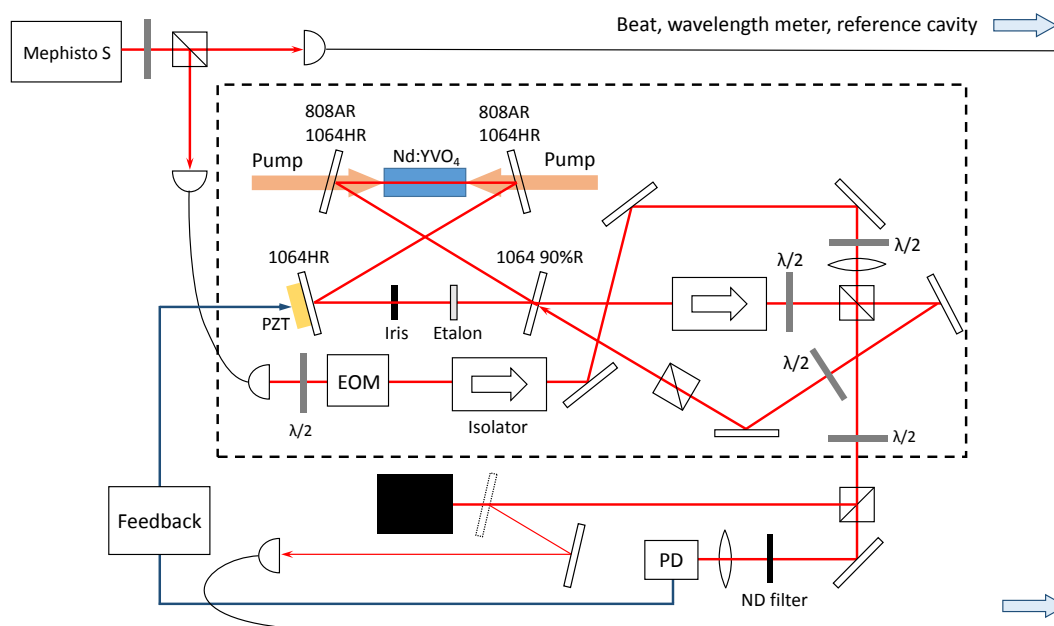 Beat, wavelength meter, reference cavity
Mephisto S
808AR
1064HR
808AR
1064HR
Pump
Nd:YVO₄
Pump
λ/2
λ/2
1064HR
1064 90%R
PZT
Iris
Etalon
λ/2
EOM
λ/2
Isolator
λ/2
Feedback
PD
ND filter